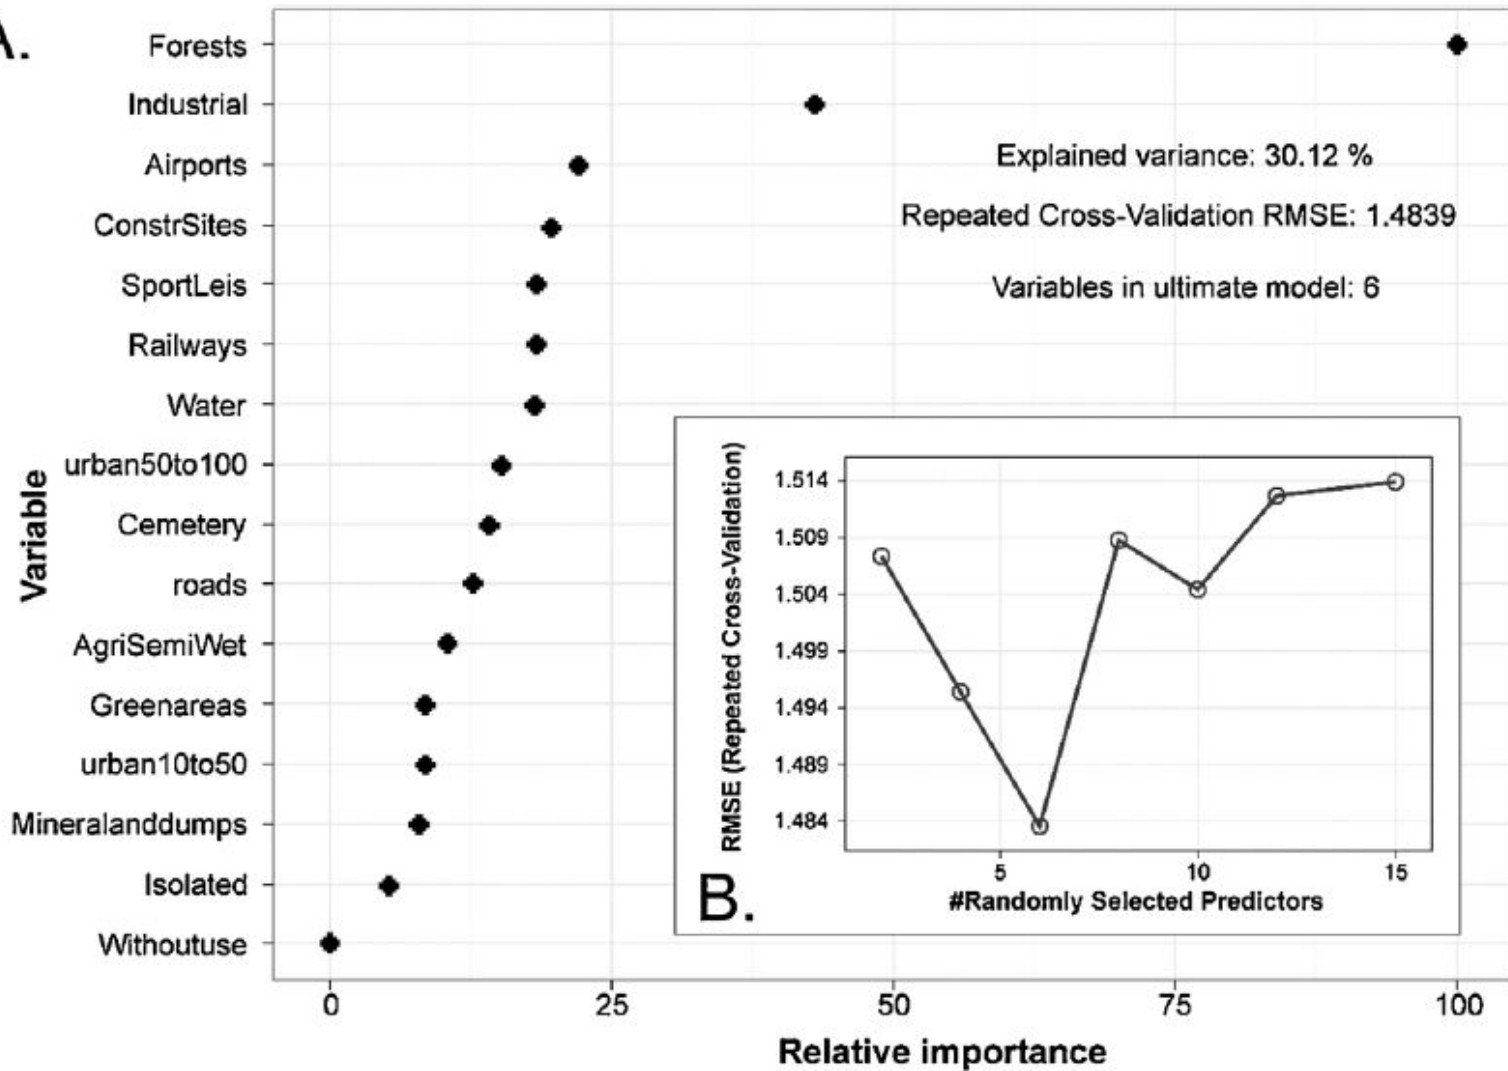 A.
Forests
Industrial
Airports
ConstrSites
SportLeis
Railways
Water
urban50to100
Cemetery
roads
AgriSemiWet
Greenareas
urban10to50
Mineralanddumps
Isolated
Withoutuse
Variable
0 25 50 75 100
Relative importance
Explained variance: 30.12 %
Repeated Cross-Validation RMSE: 1.4839
Variables in ultimate model: 6
RMSE (Repeated Cross-Validation)
1.514
1.509
1.504
1.499
1.494
1.489
1.484
5 10 15
#Randomly Selected Predictors
B.